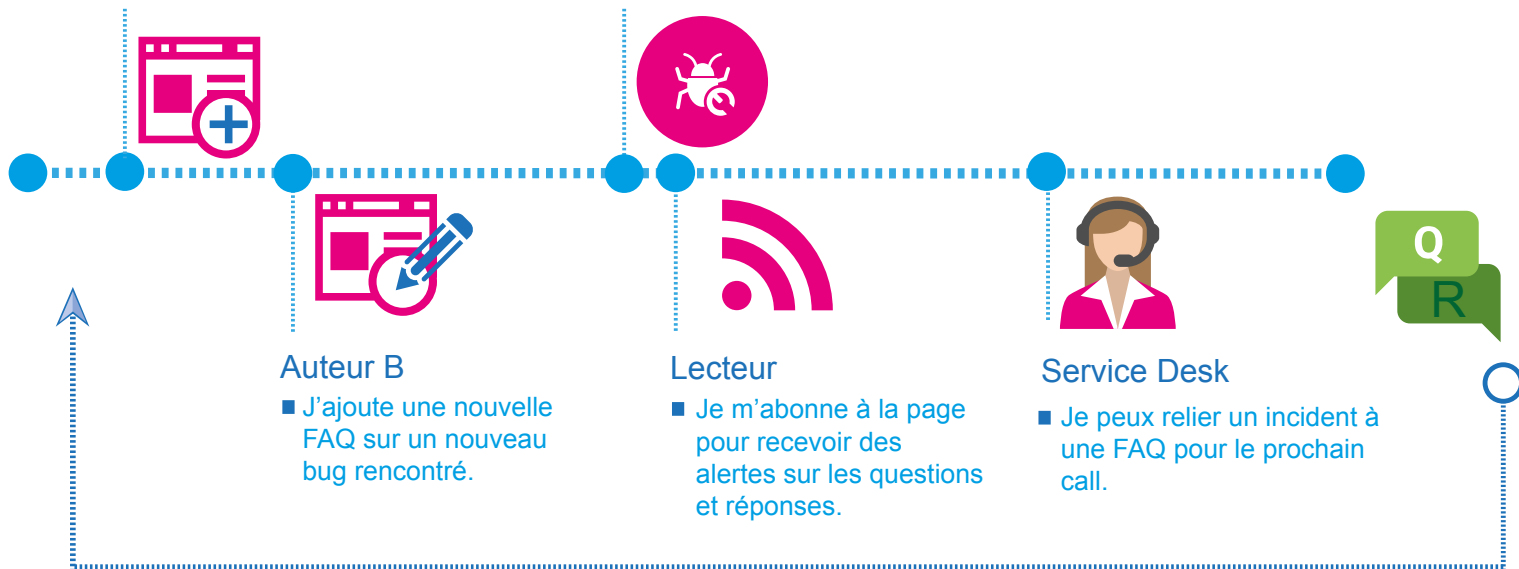 Q
R
Auteur B
J’ajoute une nouvelle
FAQ sur un nouveau
bug rencontré.
Lecteur
Je m’abonne à la page
pour recevoir des
alertes sur les questions
et réponses.
Service Desk
Je peux relier un incident à
une FAQ pour le prochain
call.